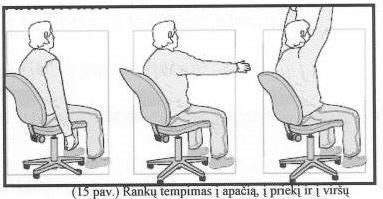 (15 pav.) Rankų tempimas į apačią, į priekį ir į viršų